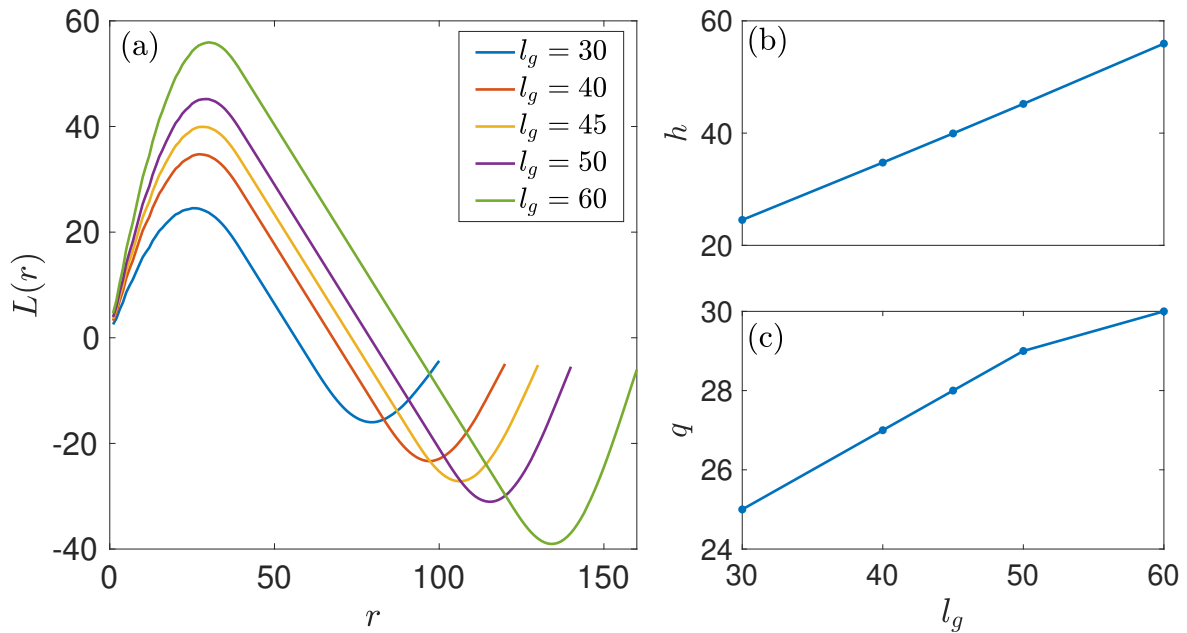 (a)
60
40
20
0
-20
-40
L(r)
0
50
100
150
r
l_g = 30
l_g = 40
l_g = 45
l_g = 50
l_g = 60
(b)
60
40
20
h
(c)
30
28
26
24
q
30
40
50
60
l_g